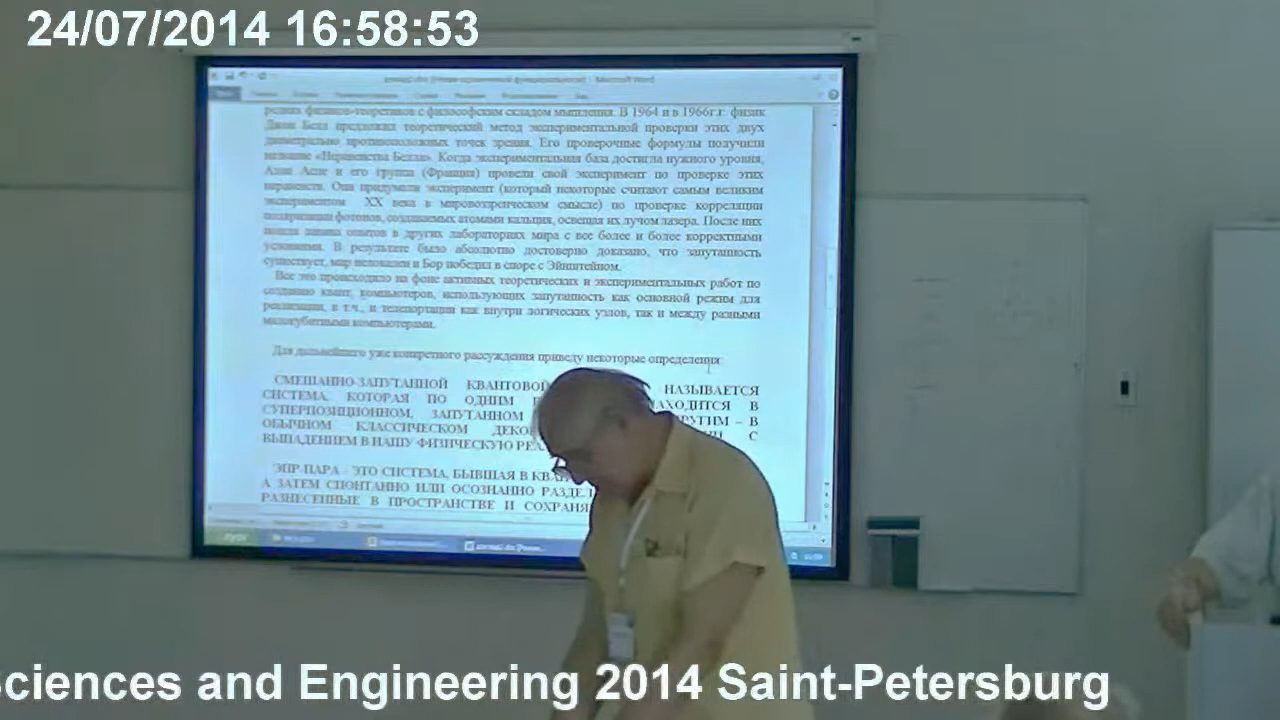 24/07/2014 16:58:53
редких физиков-теоретиков с философским складом мышления. В 1964 и в 1966г.г. физик
Джон Белл предложил теоретический метод экспериментальной проверки этих двух
диаметрально противоположных точек зрения. Его проверочные формулы получили
название «Неравенства Белла». Когда экспериментальная база достигла нужного уровня,
Алан Аспе и его группа (Франция) провели свой эксперимент по проверке этих
неравенств. Они придумали эксперимент (который некоторые считают самым великим
экспериментом XX века в мировоззренческом смысле) по проверке корреляции
поляризации фотонов, создаваемых атомами кальция, освещая их лучом лазера. После них
пошла лавина опытов в других лабораториях мира с все более и более корректными
условиями. В результате было абсолютно достоверно доказано, что запутанность
существует, мир нелокален и Бор победил в споре с Эйнштейном.
Все это происходило на фоне активных теоретических и экспериментальных работ по
созданию квант. компьютеров, использующих запутанность как основной режим для
реализации, в т.ч., и телепортации как внутри логических узлов, так и между разными
малокубитными компьютерами.
Для дальнейшего уже конкретного рассуждения приведу некоторые определения:
СМЕШАННО-ЗАПУТАННОЙ КВАНТОВОЙ НАЗЫВАЕТСЯ
СИСТЕМА, КОТОРАЯ ПО ОДНИМ НАХОДИТСЯ В
СУПЕРПОЗИЦИОННОМ, ЗАПУТАННОМ ДРУГИМ – В
ОБЫЧНОМ КЛАССИЧЕСКОМ ДЕКО С
ВЫПАДЕНИЕМ В НАШУ ФИЗИЧЕСКУЮ РЕА
ЭПР-ПАРА - ЭТО СИСТЕМА, БЫВШАЯ В КВА
А ЗАТЕМ СПОНТАННО ИЛИ ОСОЗНАННО РАЗДЕЛ
РАЗНЕСЕННЫЕ В ПРОСТРАНСТВЕ И СОХРАНЯ
Sciences and Engineering 2014 Saint-Petersburg